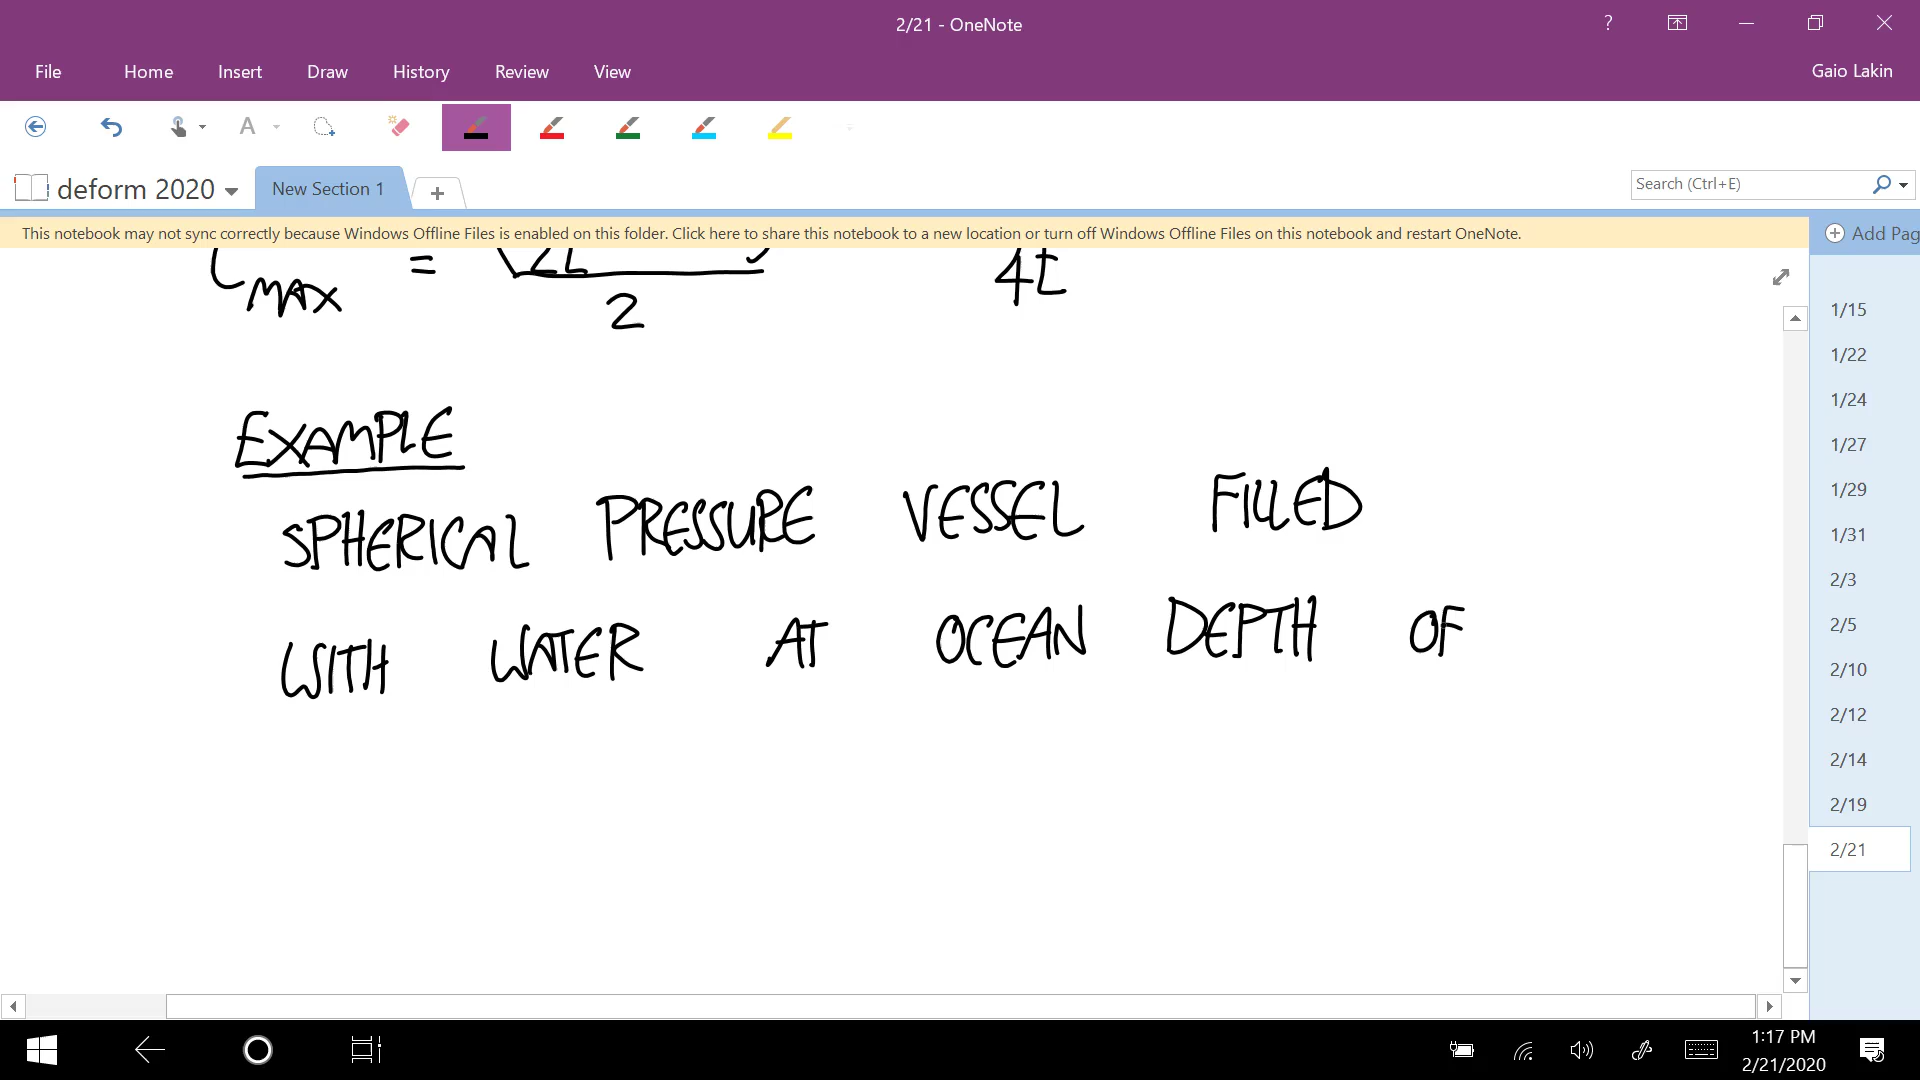 2/21 - OneNote
?
File Home Insert Draw History Review View
Gaio Lakin
A
deform 2020
New Section 1
+
Search (Ctrl+E)
This notebook may not sync correctly because Windows Offline Files is enabled on this folder. Click here to share this notebook to a new location or turn off Windows Offline Files on this notebook and restart OneNote.
Add Pag
MAX = 2 4t
EXAMPLE
SPHERICAL PRESSURE VESSEL FILLED
WITH WATER AT OCEAN DEPTH OF
1/15
1/22
1/24
1/27
1/29
1/31
2/3
2/5
2/10
2/12
2/14
2/19
2/21
1:17 PM
2/21/2020